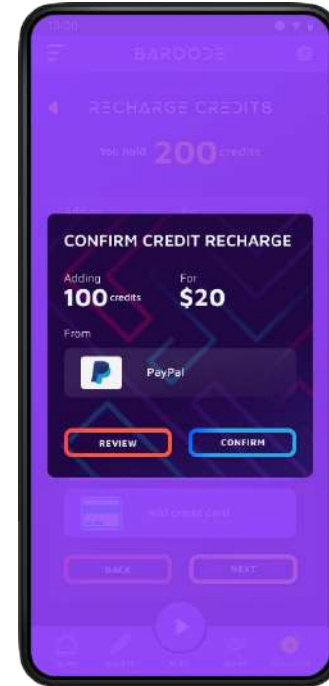 BARQODE
RECHARGE CREDITS
You hold 200 credits
CONFIRM CREDIT RECHARGE
Adding For
100 credits $20
From
PayPal
REVIEW CONFIRM
Add credit card
BACK NEXT